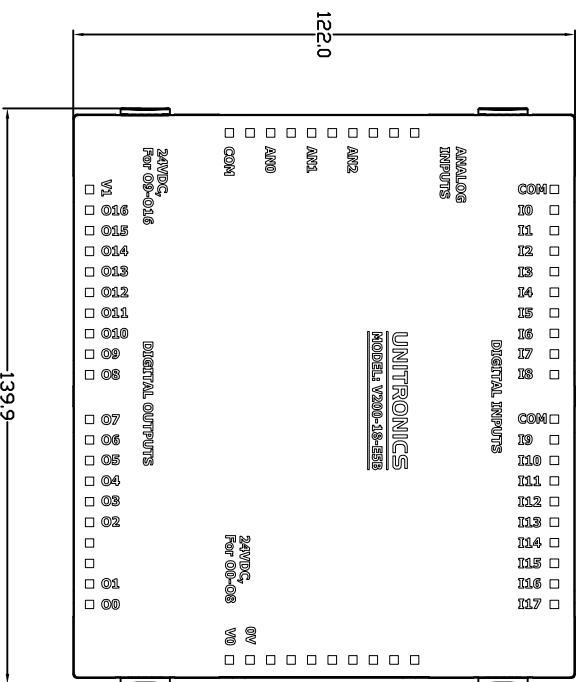 122.0
139.9
COM
I0
I1
I2
I3
I4
I5
I6
I7
I8
COM
I9
I10
I11
I12
I13
I14
I15
I16
I17
DIGITAL INPUTS
ANALOG
INPUTS
UNITRONICS
MODEL: V200-18-E5B
AN2
AN1
AN0
COM
0V
V0
24VDC,
For O0-O8
24VDC,
For O9-O16
DIGITAL OUTPUTS
V1
O16
O15
O14
O13
O12
O11
O10
O9
O8
O7
O6
O5
O4
O3
O2
O1
O0